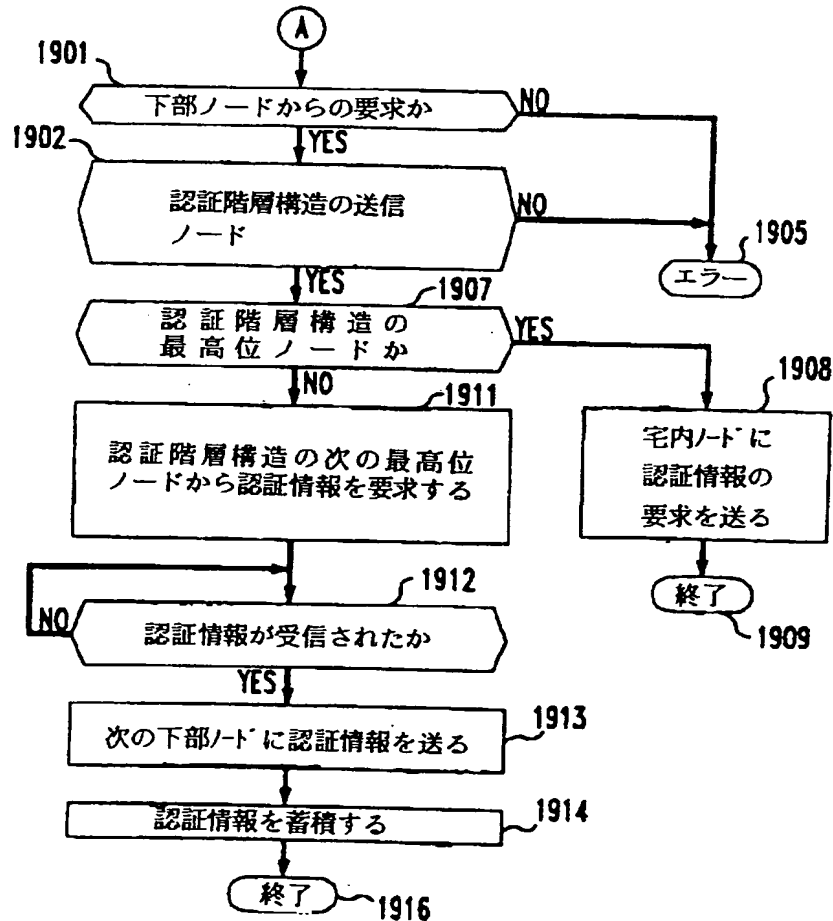 A
1901
下部ノードからの要求か
NO
YES
1902
認証階層構造の送信
ノード
NO
1905
エラー
YES
1907
認証階層構造の
最高位ノードか
YES
NO
1911
1908
認証階層構造の次の最高位
ノードから認証情報を要求する
宅内ノードに
認証情報の
要求を送る
1912
終了
1909
NO
認証情報が受信されたか
YES
1913
次の下部ノードに認証情報を送る
1914
認証情報を蓄積する
終了
1916